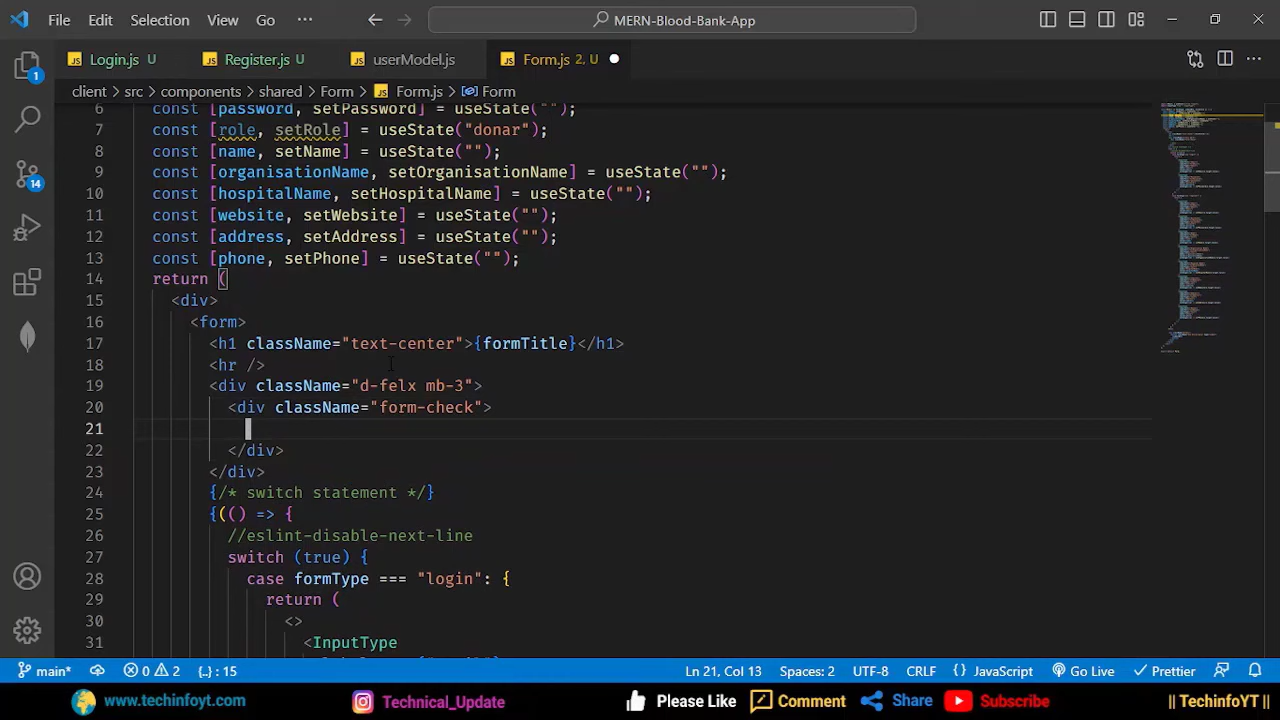 File Edit Selection View Go ··· MERN-Blood-Bank-App
Login.js U Register.js U userModel.js Form.js 2, U
client > src > components > shared > Form > Form.js > Form
6 const [password, setPassword] = useState("");
7 const [role, setRole] = useState("donar");
8 const [name, setName] = useState("");
9 const [organisationName, setOrganisationName] = useState("");
10 const [hospitalName, setHospitalName] = useState("");
11 const [website, setWebsite] = useState("");
12 const [address, setAddress] = useState("");
13 const [phone, setPhone] = useState("");
14 return (
15 <div>
16 <form>
17 <h1 className="text-center">{formTitle}</h1>
18 <hr />
19 <div className="d-felx mb-3">
20 <div className="form-check">
21
22 </div>
23 </div>
24 {/* switch statement */}
25 {(() => {
26 //eslint-disable-next-line
27 switch (true) {
28 case formType === "login": {
29 return (
30 <>
31 <InputType
1
14
main* 0 2 {..} : 15 Ln 21, Col 13 Spaces: 2 UTF-8 CRLF {} JavaScript Go Live Prettier
www.techinfoyt.com Technical_Update Please Like Comment Share Subscribe || TechinfoYT ||